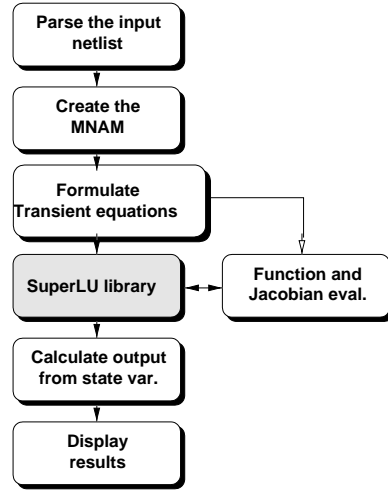 Parse the input
netlist
Create the
MNAM
Formulate
Transient equations
SuperLU library
Function and
Jacobian eval.
Calculate output
from state var.
Display
results